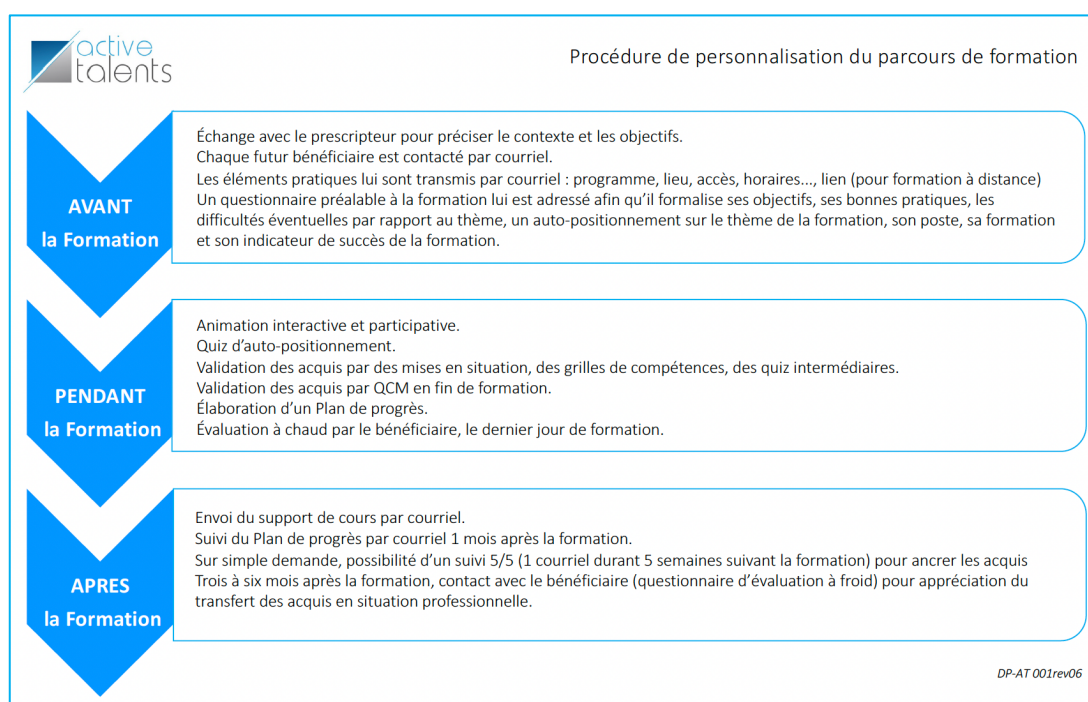 active
talents
Procédure de personnalisation du parcours de formation
AVANT
la Formation
Échange avec le prescripteur pour préciser le contexte et les objectifs.
Chaque futur bénéficiaire est contacté par courriel.
Les éléments pratiques lui sont transmis par courriel : programme, lieu, accès, horaires..., lien (pour formation à distance)
Un questionnaire préalable à la formation lui est adressé afin qu'il formalise ses objectifs, ses bonnes pratiques, les
difficultés éventuelles par rapport au thème, un auto-positionnement sur le thème de la formation, son poste, sa formation
et son indicateur de succès de la formation.
PENDANT
la Formation
Animation interactive et participative.
Quiz d'auto-positionnement.
Validation des acquis par des mises en situation, des grilles de compétences, des quiz intermédiaires.
Validation des acquis par QCM en fin de formation.
Élaboration d'un Plan de progrès.
Évaluation à chaud par le bénéficiaire, le dernier jour de formation.
APRES
la Formation
Envoi du support de cours par courriel.
Suivi du Plan de progrès par courriel 1 mois après la formation.
Sur simple demande, possibilité d'un suivi 5/5 (1 courriel durant 5 semaines suivant la formation) pour ancrer les acquis
Trois à six mois après la formation, contact avec le bénéficiaire (questionnaire d'évaluation à froid) pour appréciation du
transfert des acquis en situation professionnelle.
DP-AT 001rev06